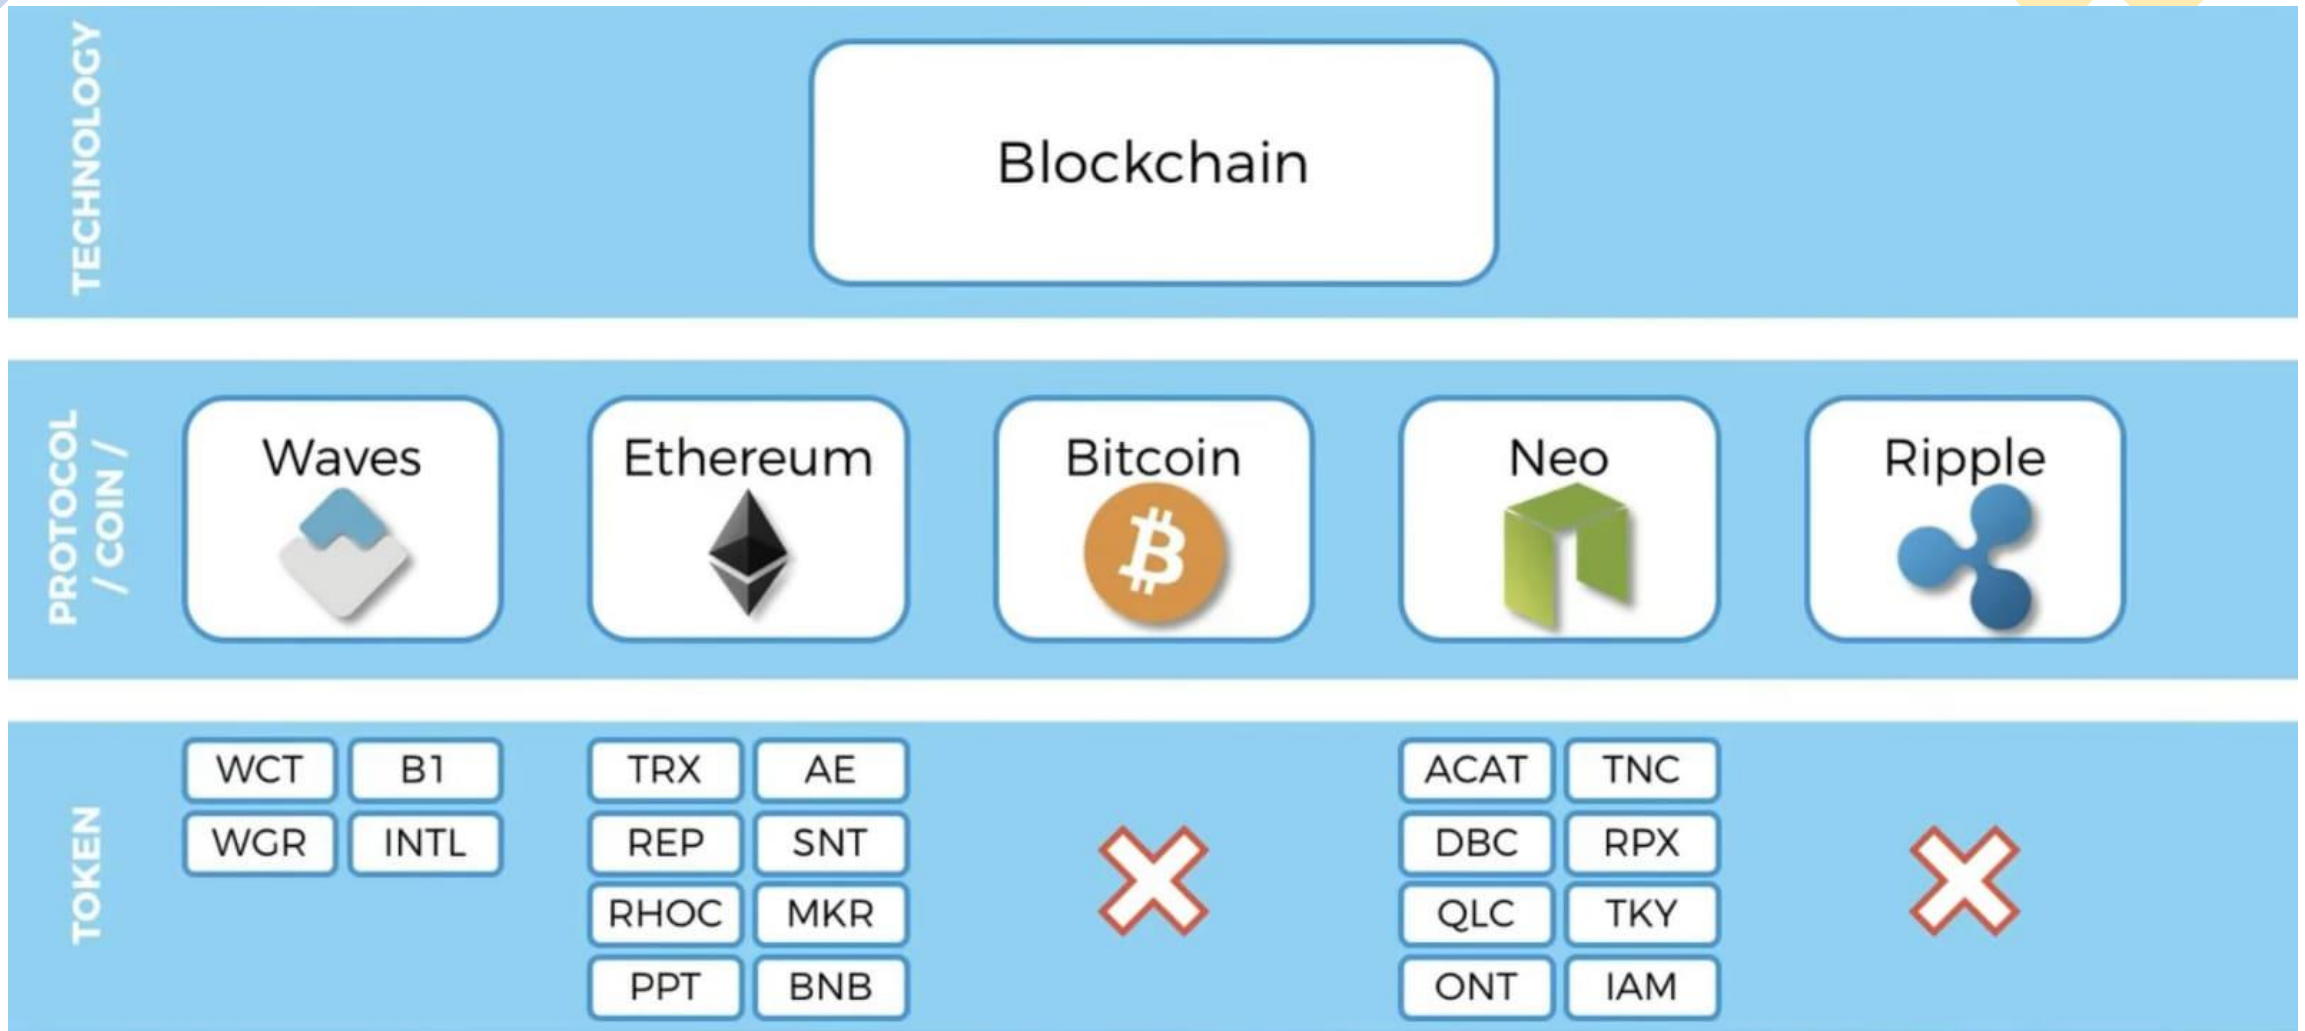 TECHNOLOGY
Blockchain
PROTOCOL
/ COIN /
Waves
Ethereum
Bitcoin
Neo
Ripple
TOKEN
WCT B1
WGR INTL
TRX AE
REP SNT
RHOC MKR
PPT BNB
ACAT TNC
DBC RPX
QLC TKY
ONT IAM